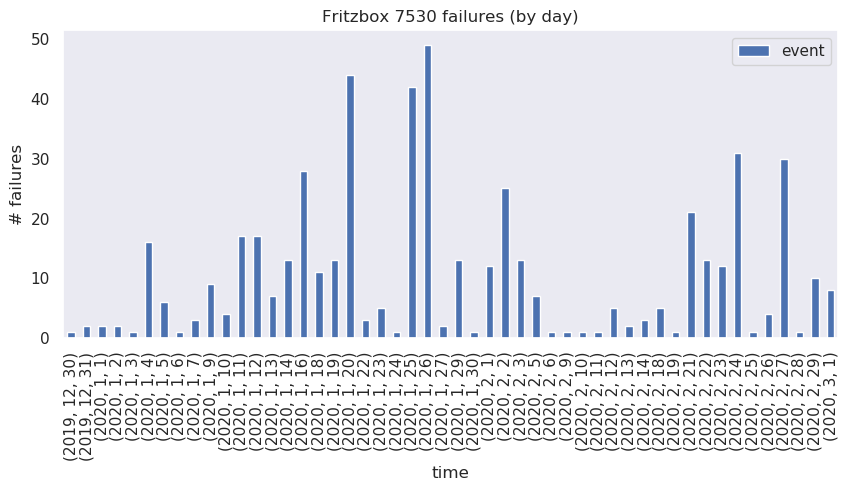 Fritzbox 7530 failures (by day)
event
# failures
50
40
30
20
10
0
(2019, 12, 30)
(2019, 12, 31)
(2020, 1, 1)
(2020, 1, 2)
(2020, 1, 3)
(2020, 1, 4)
(2020, 1, 5)
(2020, 1, 6)
(2020, 1, 7)
(2020, 1, 9)
(2020, 1, 10)
(2020, 1, 11)
(2020, 1, 12)
(2020, 1, 13)
(2020, 1, 14)
(2020, 1, 16)
(2020, 1, 18)
(2020, 1, 19)
(2020, 1, 20)
(2020, 1, 22)
(2020, 1, 23)
(2020, 1, 24)
(2020, 1, 25)
(2020, 1, 26)
(2020, 1, 27)
(2020, 1, 29)
(2020, 1, 30)
(2020, 2, 1)
(2020, 2, 2)
(2020, 2, 3)
(2020, 2, 5)
(2020, 2, 6)
(2020, 2, 9)
(2020, 2, 10)
(2020, 2, 11)
(2020, 2, 12)
(2020, 2, 13)
(2020, 2, 14)
(2020, 2, 18)
(2020, 2, 19)
(2020, 2, 21)
(2020, 2, 22)
(2020, 2, 23)
(2020, 2, 24)
(2020, 2, 25)
(2020, 2, 26)
(2020, 2, 27)
(2020, 2, 28)
(2020, 2, 29)
(2020, 3, 1)
time